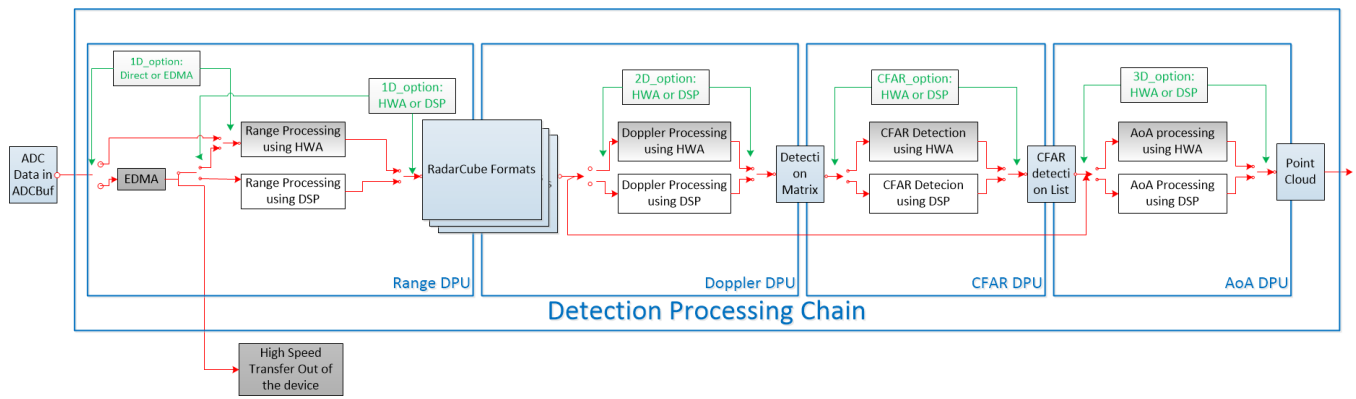 1D_option:
Direct or EDMA
1D_option:
HWA or DSP
2D_option:
HWA or DSP
CFAR_option:
HWA or DSP
3D_option:
HWA or DSP
ADC
Data in
ADCBuf
EDMA
Range Processing
using HWA
Range Processing
using DSP
RadarCube Formats
Doppler Processing
using HWA
Doppler Processing
using DSP
Detecti
on
Matrix
CFAR Detection
using HWA
CFAR Detecion
using DSP
CFAR
detecti
on List
AoA processing
using HWA
AoA Processing
using DSP
Point
Cloud
Range DPU
Doppler DPU
CFAR DPU
AoA DPU
Detection Processing Chain
High Speed
Transfer Out of
the device